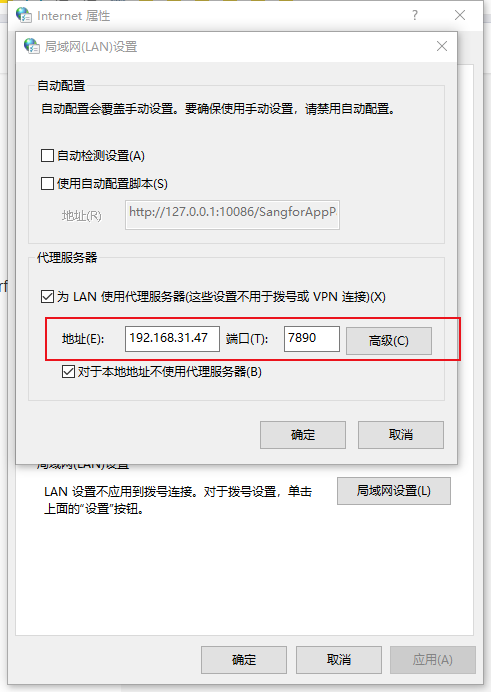 Internet 属性
局域网(LAN)设置
自动配置
自动配置会覆盖手动设置。要确保使用手动设置，请禁用自动配置。
自动检测设置(A)
使用自动配置脚本(S)
地址(R)
http://127.0.0.1:10086/SangforAppP
代理服务器
为 LAN 使用代理服务器(这些设置不用于拨号或 VPN 连接)(X)
地址(E): 192.168.31.47 端口(T): 7890 高级(C)
对于本地地址不使用代理服务器(B)
确定 取消
局域网(LAN)设置
LAN 设置不应用到拨号连接。对于拨号设置，单击
上面的“设置”按钮。
局域网设置(L)
确定 取消 应用(A)